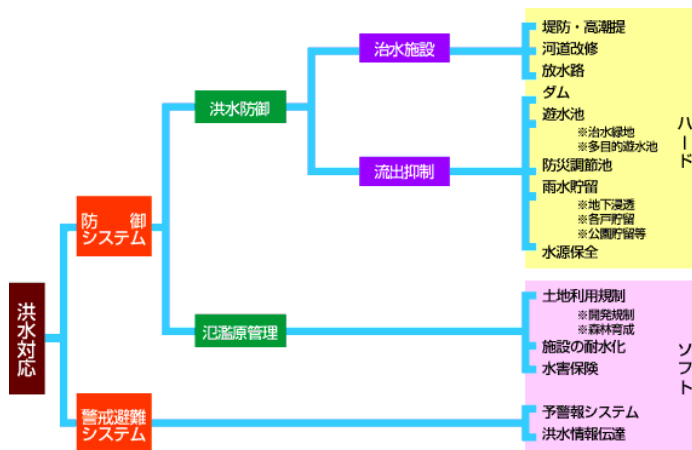 洪水対応
防御
システム
警戒避難
システム
洪水防御
氾濫原管理
治水施設
流出抑制
堤防・高潮提
河道改修
放水路
ダム
遊水池
※治水緑地
※多目的遊水池
防災調節池
雨水貯留
※地下浸透
※各戸貯留
※公園貯留等
水源保全
ハード
土地利用規制
※開発規制
※森林育成
施設の耐水化
水害保険
予警報システム
洪水情報伝達
ソフト